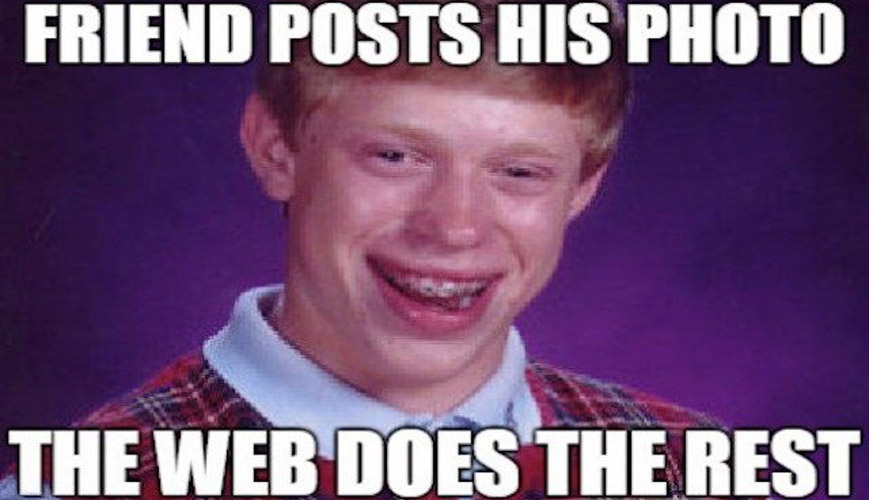 FRIEND POSTS HIS PHOTO
THE WEB DOES THE REST